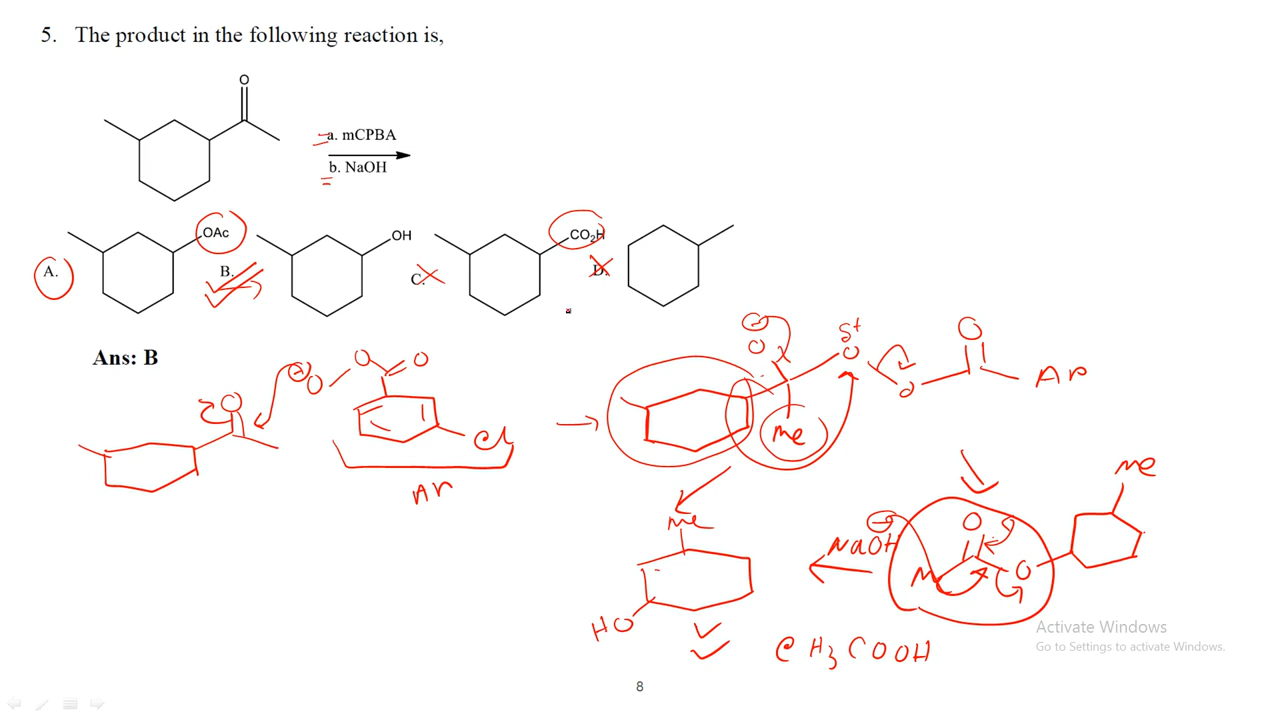 5. The product in the following reaction is,
O
a. mCPBA
b. NaOH
OAc
OH
CO2H
A.
B.
C.
D.
Ans: B
O
O
O
O
Cl
Ar
O
δ+
O
O
O
Ar
Me
Me
HO
NaOH
O
M
O
Me
CH3COOH
Activate Windows
Go to Settings to activate Windows.
8